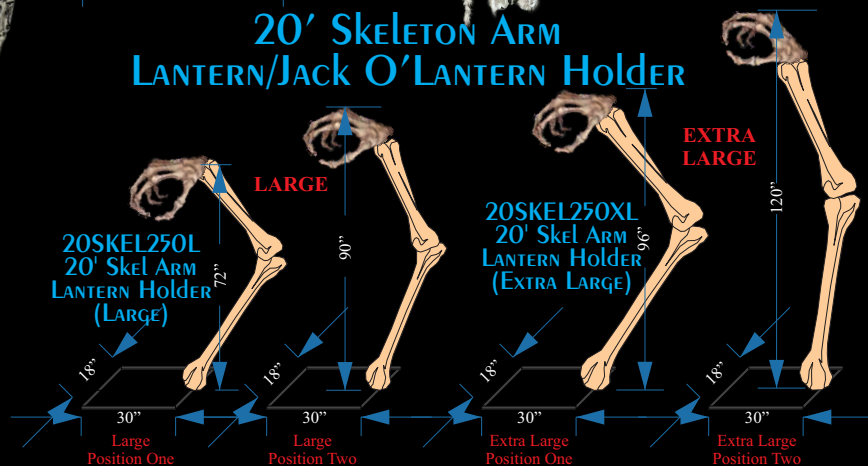 20′ Skeleton Arm
Lantern/Jack O’Lantern Holder
LARGE
EXTRA
LARGE
20SKEL250L
20' Skel Arm
Lantern Holder
(Large)
72”
90”
20SKEL250XL
20' Skel Arm
Lantern Holder
(Extra Large)
96”
120”
18”
30”
Large
Position One
18”
30”
Large
Position Two
18”
30”
Extra Large
Position One
18”
30”
Extra Large
Position Two